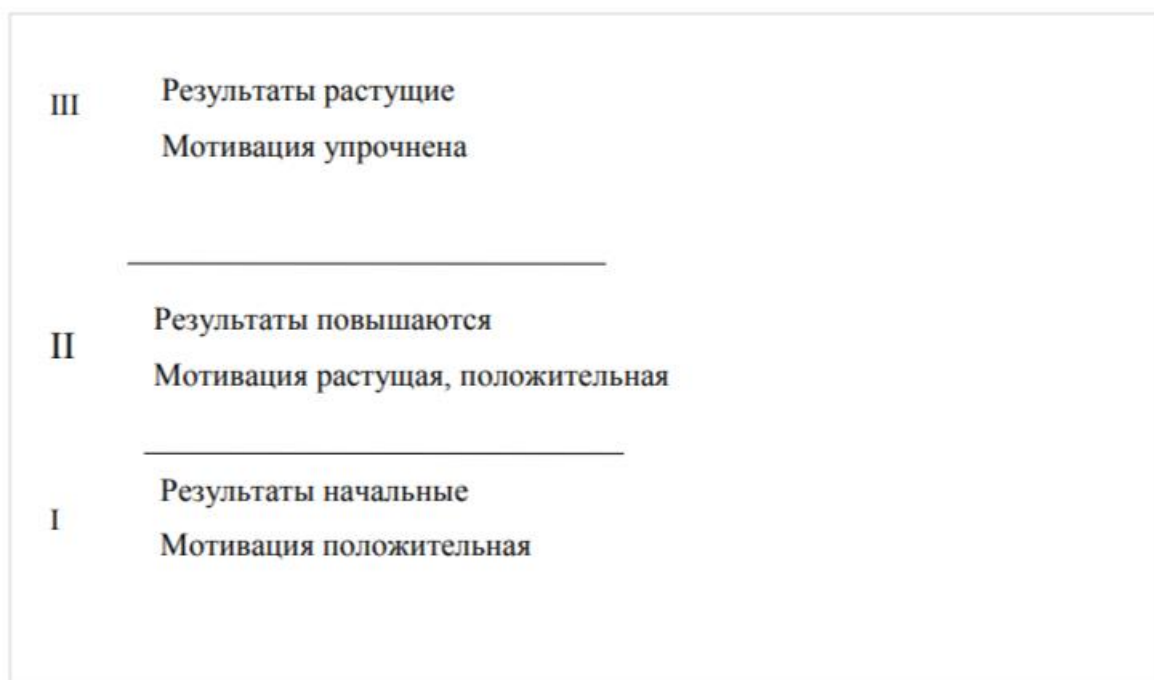 III
Результаты растущие
Мотивация упрочнена
II
Результаты повышаются
Мотивация растущая, положительная
I
Результаты начальные
Мотивация положительная